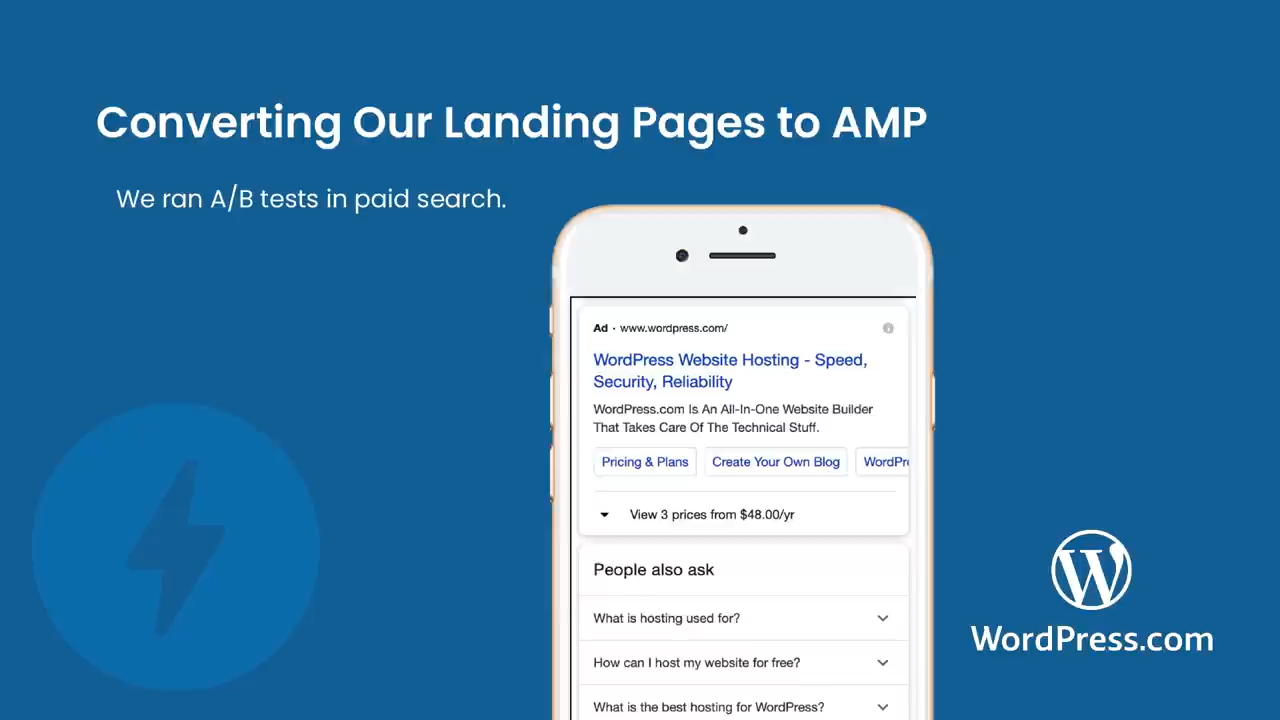 Converting Our Landing Pages to AMP
We ran A/B tests in paid search.
Ad · www.wordpress.com/
WordPress Website Hosting - Speed,
Security, Reliability
WordPress.com Is An All-In-One Website Builder
That Takes Care Of The Technical Stuff.
Pricing & Plans Create Your Own Blog WordPr
View 3 prices from $48.00/yr
People also ask
What is hosting used for?
How can I host my website for free?
What is the best hosting for WordPress?
WordPress.com